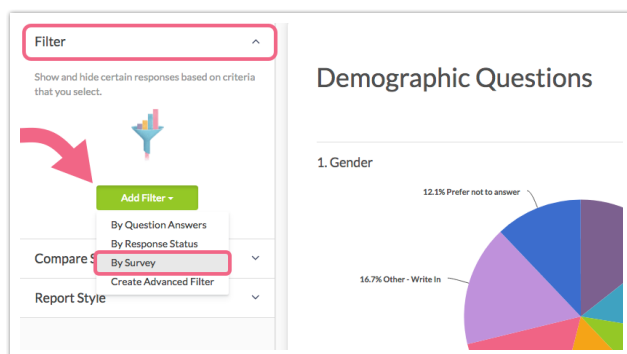 Filter
Show and hide certain responses based on criteria
that you select.
Add Filter
By Question Answers
By Response Status
By Survey
Create Advanced Filter
Compare S
Report Style
Demographic Questions
1. Gender
12.1% Prefer not to answer
16.7% Other - Write In